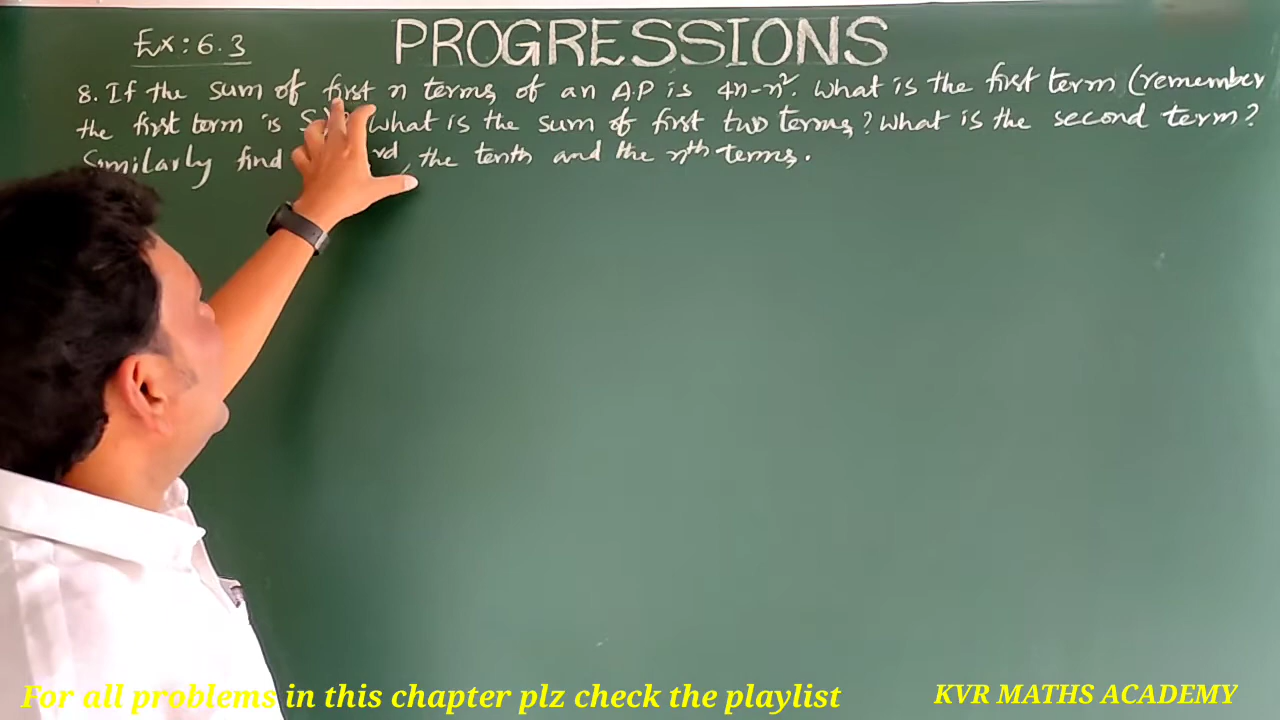 PROGRESSIONS
Ex: 6.3
8. If the sum of first n terms of an A.P is 4n-n². What is the first term (remember
the first term is S What is the sum of first two terms? What is the second term?
Similarly find rd, the tenth and the nth terms.
For all problems in this chapter plz check the playlist
KVR MATHS ACADEMY